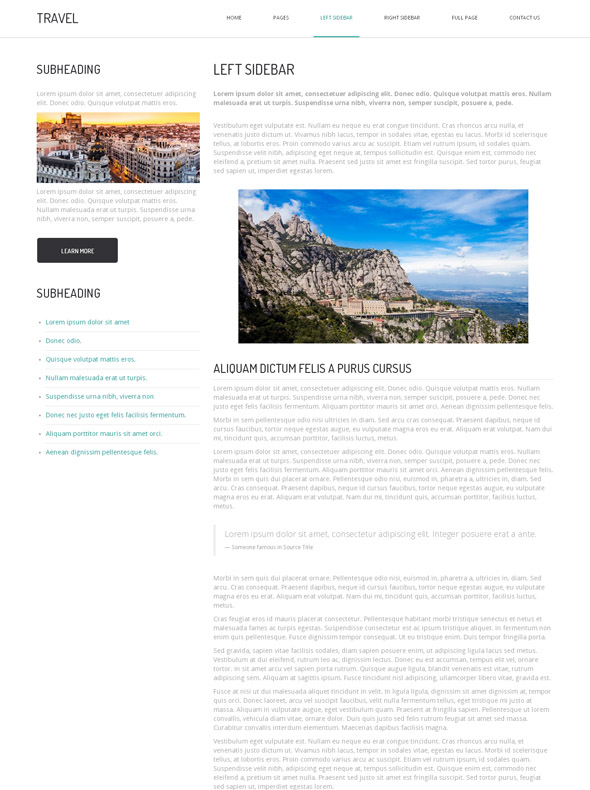 TRAVEL
HOME PAGES LEFT SIDEBAR RIGHT SIDEBAR FULL PAGE CONTACT US
SUBHEADING
Lorem ipsum dolor sit amet, consectetuer adipiscing
elit. Donec odio. Quisque volutpat mattis eros.
Lorem ipsum dolor sit amet, consectetuer adipiscing
elit. Donec odio. Quisque volutpat mattis eros.
Nullam malesuada erat ut turpis. Suspendisse urna
nibh, viverra non, semper suscipit, posuere a, pede.
LEARN MORE
SUBHEADING
Lorem ipsum dolor sit amet
Donec odio.
Quisque volutpat mattis eros.
Nullam malesuada erat ut turpis.
Suspendisse urna nibh, viverra non
Donec nec justo eget felis facilisis fermentum.
Aliquam porttitor mauris sit amet orci.
Aenean dignissim pellentesque felis.
LEFT SIDEBAR
Lorem ipsum dolor sit amet, consectetuer adipiscing elit. Donec odio. Quisque volutpat mattis eros. Nullam
malesuada erat ut turpis. Suspendisse urna nibh, viverra non, semper suscipit, posuere a, pede.
Vestibulum eget vulputate est. Nullam eu neque eu erat congue tincidunt. Cras rhoncus arcu nulla, et
venenatis justo dictum ut. Vivamus nibh lacus, tempor in sodales vitae, egestas eu lacus. Morbi id scelerisque
tellus, at lobortis eros. Proin commodo varius arcu ac suscipit. Etiam vel rutrum ipsum, id sodales quam.
Suspendisse velit nibh, adipiscing eget neque at, tempus sollicitudin est. Quisque enim est, commodo nec
eleifend a, pretium sit amet nulla. Praesent sed justo sit amet est fringilla suscipit. Sed tortor purus, feugiat
sed sapien ut, imperdiet egestas lorem.
ALIQUAM DICTUM FELIS A PURUS CURSUS
Lorem ipsum dolor sit amet, consectetuer adipiscing elit. Donec odio. Quisque volutpat mattis eros. Nullam
malesuada erat ut turpis. Suspendisse urna nibh, viverra non, semper suscipit, posuere a, pede. Donec nec
justo eget felis facilisis fermentum. Aliquam porttitor mauris sit amet orci. Aenean dignissim pellentesque felis.
Morbi in sem pellentesque odio nisi ultricies in diam. Sed arcu cras consequat. Praesent dapibus, neque id
cursus faucibus, tortor neque egestas augue, eu vulputate magna eros eu erat. Aliquam erat volutpat. Nam dui
mi, tincidunt quis, accumsan porttitor, facilisis luctus, metus.
Lorem ipsum dolor sit amet, consectetuer adipiscing elit. Donec odio. Quisque volutpat mattis eros. Nullam
malesuada erat ut turpis. Suspendisse urna nibh, viverra non, semper suscipit, posuere a, pede. Donec nec
justo eget felis facilisis fermentum. Aliquam porttitor mauris sit amet orci. Aenean dignissim pellentesque felis.
Morbi in sem quis dui pharetra ornare. Pellentesque odio nisi, euismod in, pharetra a, ultricies in, diam. Sed
arcu. Cras consequat. Praesent dapibus, neque id cursus faucibus, tortor neque egestas augue, eu vulputate
magna eros eu erat. Aliquam erat volutpat. Nam dui mi, tincidunt quis, accumsan porttitor, facilisis luctus,
metus.
Lorem ipsum dolor sit amet, consectetur adipiscing elit. Integer posuere erat a ante.
— Someone famous in Source Title
Morbi in sem quis dui placerat ornare. Pellentesque odio nisi, euismod in, pharetra a, ultricies in, diam. Sed
arcu. Cras consequat. Praesent dapibus, neque id cursus faucibus, tortor neque egestas augue, eu vulputate
magna eros eu erat. Aliquam erat volutpat. Nam dui mi, tincidunt quis, accumsan porttitor, facilisis luctus,
metus.
Cras feugiat eros id mauris placerat consectetur. Pellentesque habitant morbi tristique senectus et netus et
malesuada fames ac turpis egestas. Suspendisse consectetur est ac ipsum tristique aliquet. In fermentum non
enim quis pellentesque. Fusce dignissim tempor consequat. Ut eu tristique enim. Duis tempor fringilla porta.
Sed gravida, sapien vitae facilisis sodales, diam sapien posuere enim, ut adipiscing ligula lacus sed metus.
Vestibulum at dui eleifend, rutrum leo ac, dignissim lectus. Donec eu est accumsan, tempus elit vel, ornare
tortor. In sit amet arcu vel sapien porta rutrum. Quisque augue ligula, blandit venenatis est vitae, rutrum
adipiscing sem. Aliquam at sagittis ipsum. Fusce tincidunt nisl adipiscing, ullamcorper libero vitae, gravida est.
Fusce at nisi ut dui malesuada aliquet tincidunt in velit. In ligula ligula, dignissim sit amet dignissim at, tempor
quis orci. Donec laoreet, arcu vel suscipit faucibus, velit nulla fermentum tellus, eget tristique mi justo at
massa. Aliquam in vulputate augue, eget vestibulum quam. Praesent at fringilla sapien. Pellentesque ut lorem
convallis, vehicula diam vitae, ornare dolor. Duis quis justo sed felis rutrum feugiat sit amet sed massa.
Curabitur convallis interdum elementum. Maecenas dapibus facilisis magna.
Vestibulum eget vulputate est. Nullam eu neque eu erat congue tincidunt. Cras rhoncus arcu nulla, et
venenatis justo dictum ut. Vivamus nibh lacus, tempor in sodales vitae, egestas eu lacus. Morbi id scelerisque
tellus, at lobortis eros. Proin commodo varius arcu ac suscipit. Etiam vel rutrum ipsum, id sodales quam.
Suspendisse velit nibh, adipiscing eget neque at, tempus sollicitudin est. Quisque enim est, commodo nec
eleifend a, pretium sit amet nulla. Praesent sed justo sit amet est fringilla suscipit. Sed tortor purus, feugiat
sed sapien ut, imperdiet egestas lorem.